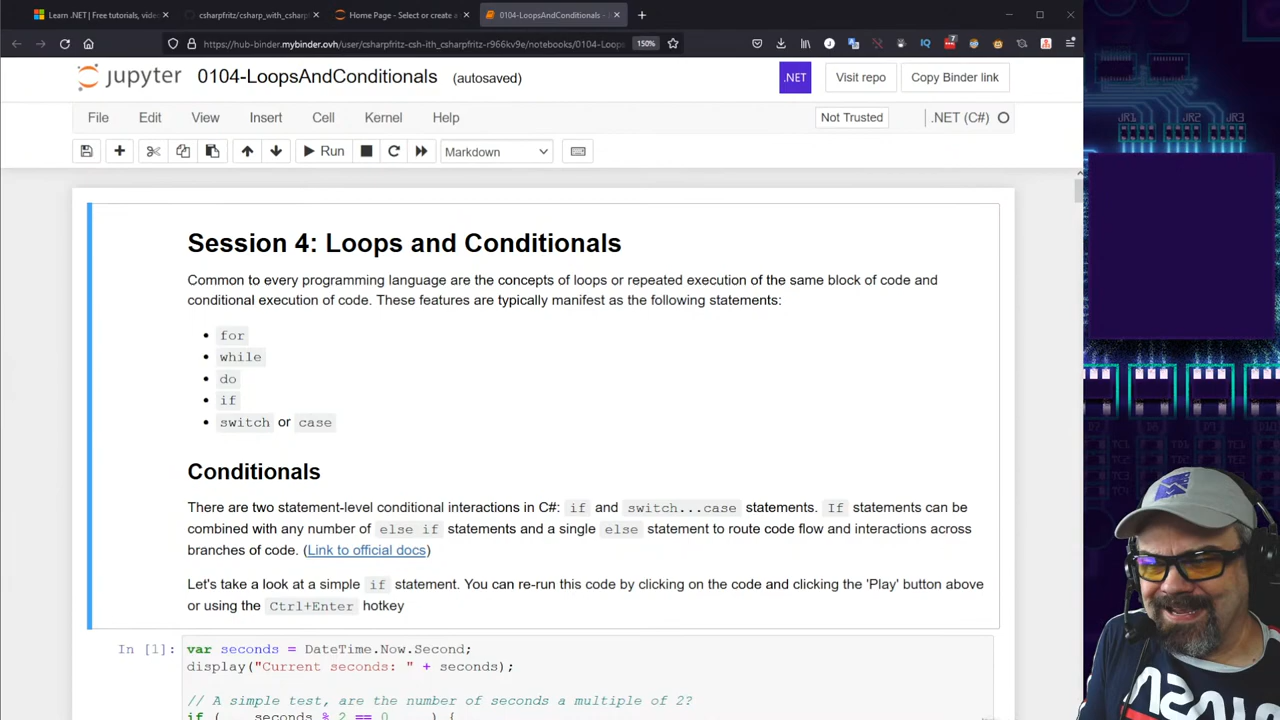 Learn .NET | Free tutorials, vide
csharpfritz/csharp_with_csharp
Home Page - Select or create a
0104-LoopsAndConditionals -
https://hub-binder.mybinder.ovh/user/csharpfritz-csh-ith_csharpfritz-r966kv9e/notebooks/0104-Loops
150%
jupyter 0104-LoopsAndConditionals (autosaved)
.NET Visit repo Copy Binder link
File Edit View Insert Cell Kernel Help
Not Trusted .NET (C#)
Run Markdown
Session 4: Loops and Conditionals
Common to every programming language are the concepts of loops or repeated execution of the same block of code and
conditional execution of code. These features are typically manifest as the following statements:
• for
• while
• do
• if
• switch or case
Conditionals
There are two statement-level conditional interactions in C#: if and switch...case statements. If statements can be
combined with any number of else if statements and a single else statement to route code flow and interactions across
branches of code. (Link to official docs)
Let's take a look at a simple if statement. You can re-run this code by clicking on the code and clicking the 'Play' button above
or using the Ctrl+Enter hotkey
In [1]: var seconds = DateTime.Now.Second;
display("Current seconds: " + seconds);
// A simple test, are the number of seconds a multiple of 2?
if ( seconds % 2 == 0 ) {
JR1 JR2 JR3